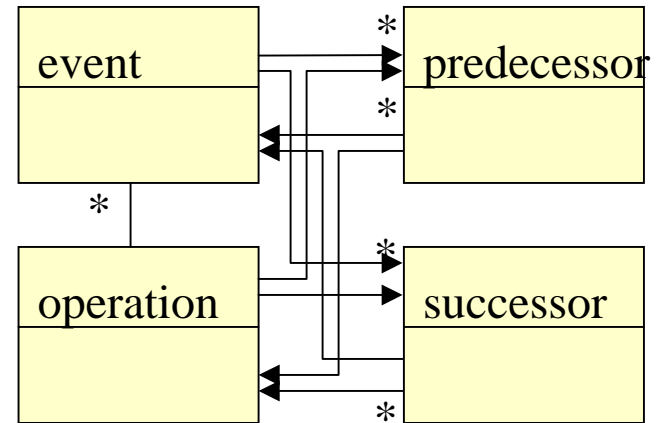 *
event
predecessor
*
*
*
operation
successor
*